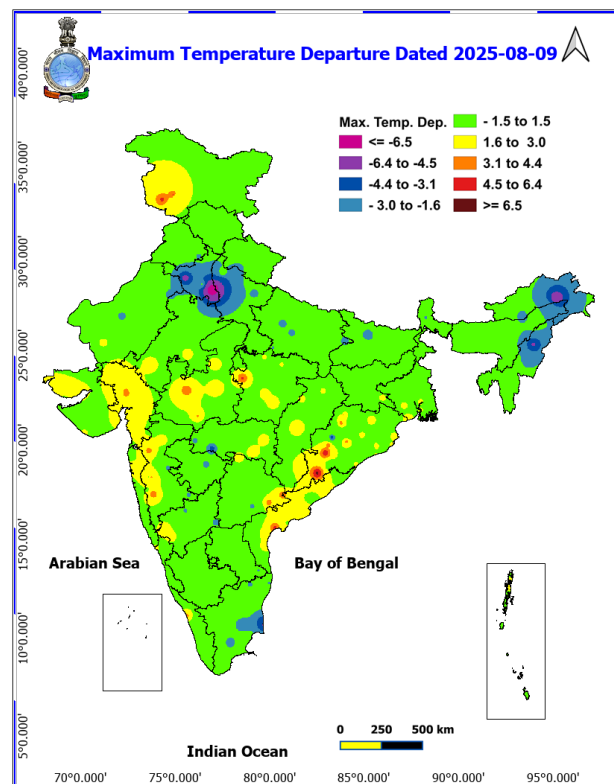 Maximum Temperature Departure Dated 2025-08-09
Max. Temp. Dep.
<= -6.5
-6.4 to -4.5
-4.4 to -3.1
- 3.0 to -1.6
- 1.5 to 1.5
1.6 to 3.0
3.1 to 4.4
4.5 to 6.4
>= 6.5
40°0.000'
35°0.000'
30°0.000'
25°0.000'
20°0.000'
15°0.000'
10°0.000'
5°0.000'
Arabian Sea
Bay of Bengal
Indian Ocean
0 250 500 km
70°0.000' 75°0.000' 80°0.000' 85°0.000' 90°0.000' 95°0.000'